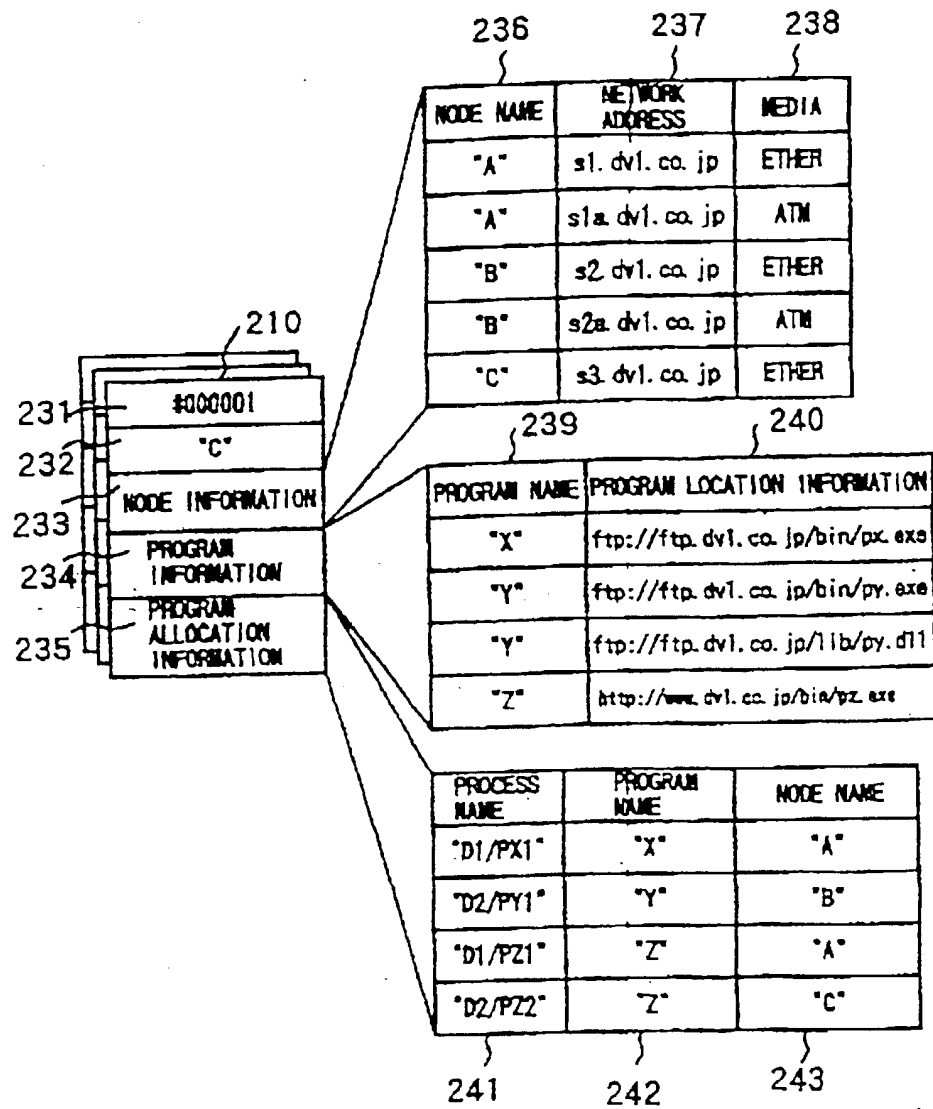 236 237 238
NODE NAME NETWORK ADDRESS MEDIA
"A" s1.dv1.co.jp ETHER
"A" s1a.dv1.co.jp ATM
"B" s2.dv1.co.jp ETHER
"B" s2a.dv1.co.jp ATM
"C" s3.dv1.co.jp ETHER
210
231 #000001
232 "C"
233 NODE INFORMATION
234 PROGRAM INFORMATION
235 PROGRAM ALLOCATION INFORMATION
239 240
PROGRAM NAME PROGRAM LOCATION INFORMATION
"X" ftp://ftp.dv1.co.jp/bin/px.exe
"Y" ftp://ftp.dv1.co.jp/bin/py.exe
"Y" ftp://ftp.dv1.co.jp/lib/py.dll
"Z" http://www.dv1.co.jp/bin/pz.exe
PROCESS NAME PROGRAM NAME NODE NAME
"D1/PX1" "X" "A"
"D2/PY1" "Y" "B"
"D1/PZ1" "Z" "A"
"D2/PZ2" "Z" "C"
241 242 243